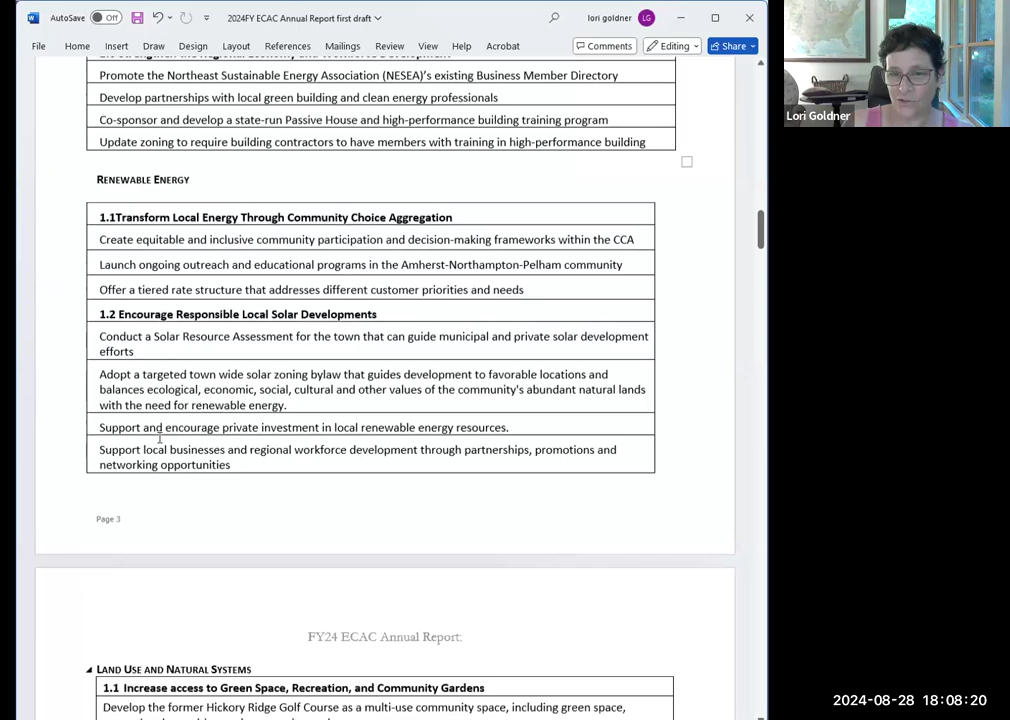 AutoSave Off 2024FY ECAC Annual Report first draft lori goldner LG
File Home Insert Draw Design Layout References Mailings Review View Help Acrobat Comments Editing Share
Promote the Northeast Sustainable Energy Association (NESEA)'s existing Business Member Directory
Develop partnerships with local green building and clean energy professionals
Co-sponsor and develop a state-run Passive House and high-performance building training program
Update zoning to require building contractors to have members with training in high-performance building
RENEWABLE ENERGY
1.1Transform Local Energy Through Community Choice Aggregation
Create equitable and inclusive community participation and decision-making frameworks within the CCA
Launch ongoing outreach and educational programs in the Amherst-Northampton-Pelham community
Offer a tiered rate structure that addresses different customer priorities and needs
1.2 Encourage Responsible Local Solar Developments
Conduct a Solar Resource Assessment for the town that can guide municipal and private solar development
efforts
Adopt a targeted town wide solar zoning bylaw that guides development to favorable locations and
balances ecological, economic, social, cultural and other values of the community's abundant natural lands
with the need for renewable energy.
Support and encourage private investment in local renewable energy resources.
Support local businesses and regional workforce development through partnerships, promotions and
networking opportunities
Page 3
FY24 ECAC Annual Report:
LAND USE AND NATURAL SYSTEMS
1.1 Increase access to Green Space, Recreation, and Community Gardens
Develop the former Hickory Ridge Golf Course as a multi-use community space, including green space,
Lori Goldner
2024-08-28 18:08:20